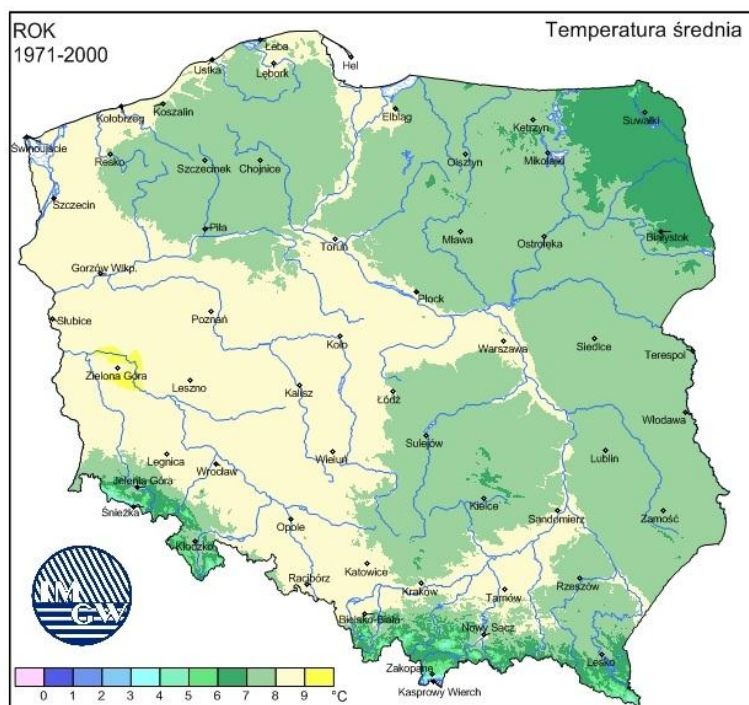 ROK
1971-2000
Temperatura średnia
Łeba
Hel
Ustka
Lębork
Koszalin
Kołobrzeg
Elbląg
Kętrzyn
Suwałki
Świnoujście
Resko
Szczecinek
Chojnice
Olsztyn
Mikołajki
Szczecin
Piła
Toruń
Mława
Ostrołęka
Białystok
Gorzów Wlkp.
Płock
Słubice
Poznań
Koło
Warszawa
Siedlce
Terespol
Zielona Góra
Leszno
Kalisz
Łódź
Włodawa
Sulejów
Legnica
Wrocław
Wieluń
Lublin
Jelenia Góra
Śnieżka
Kielce
Sandomierz
Zamość
Opole
Kłodzko
Racibórz
Katowice
Kraków
Tarnów
Rzeszów
Bielsko-Biała
Nowy Sącz
Lesko
Zakopane
Kasprowy Wierch
IM
GW
0 1 2 3 4 5 6 7 8 9 °C